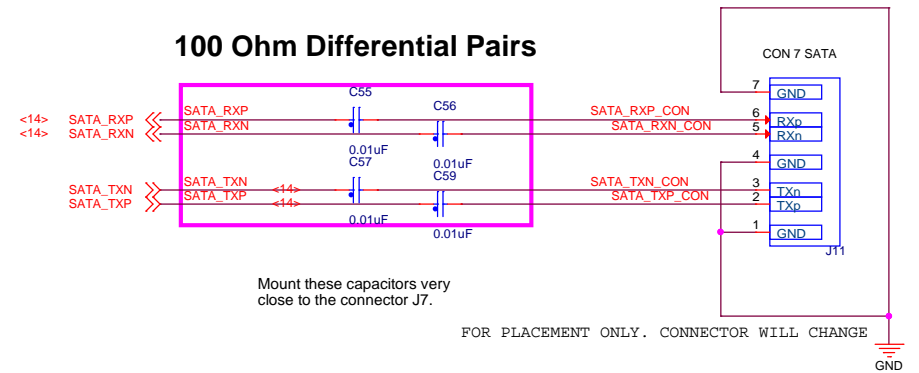 100 Ohm Differential Pairs
CON 7 SATA
C55
7
GND
<14> SATA_RXP SATA_RXP C56 SATA_RXP_CON 6 RXp
<14> SATA_RXN SATA_RXN SATA_RXN_CON 5 RXn
0.01uF
0.01uF
4
GND
C57
C59
SATA_TXN SATA_TXN <14> SATA_TXN_CON 3 TXn
SATA_TXP SATA_TXP <14> SATA_TXP_CON 2 TXp
0.01uF
0.01uF
1
GND
J11
Mount these capacitors very
close to the connector J7.
FOR PLACEMENT ONLY. CONNECTOR WILL CHANGE
GND